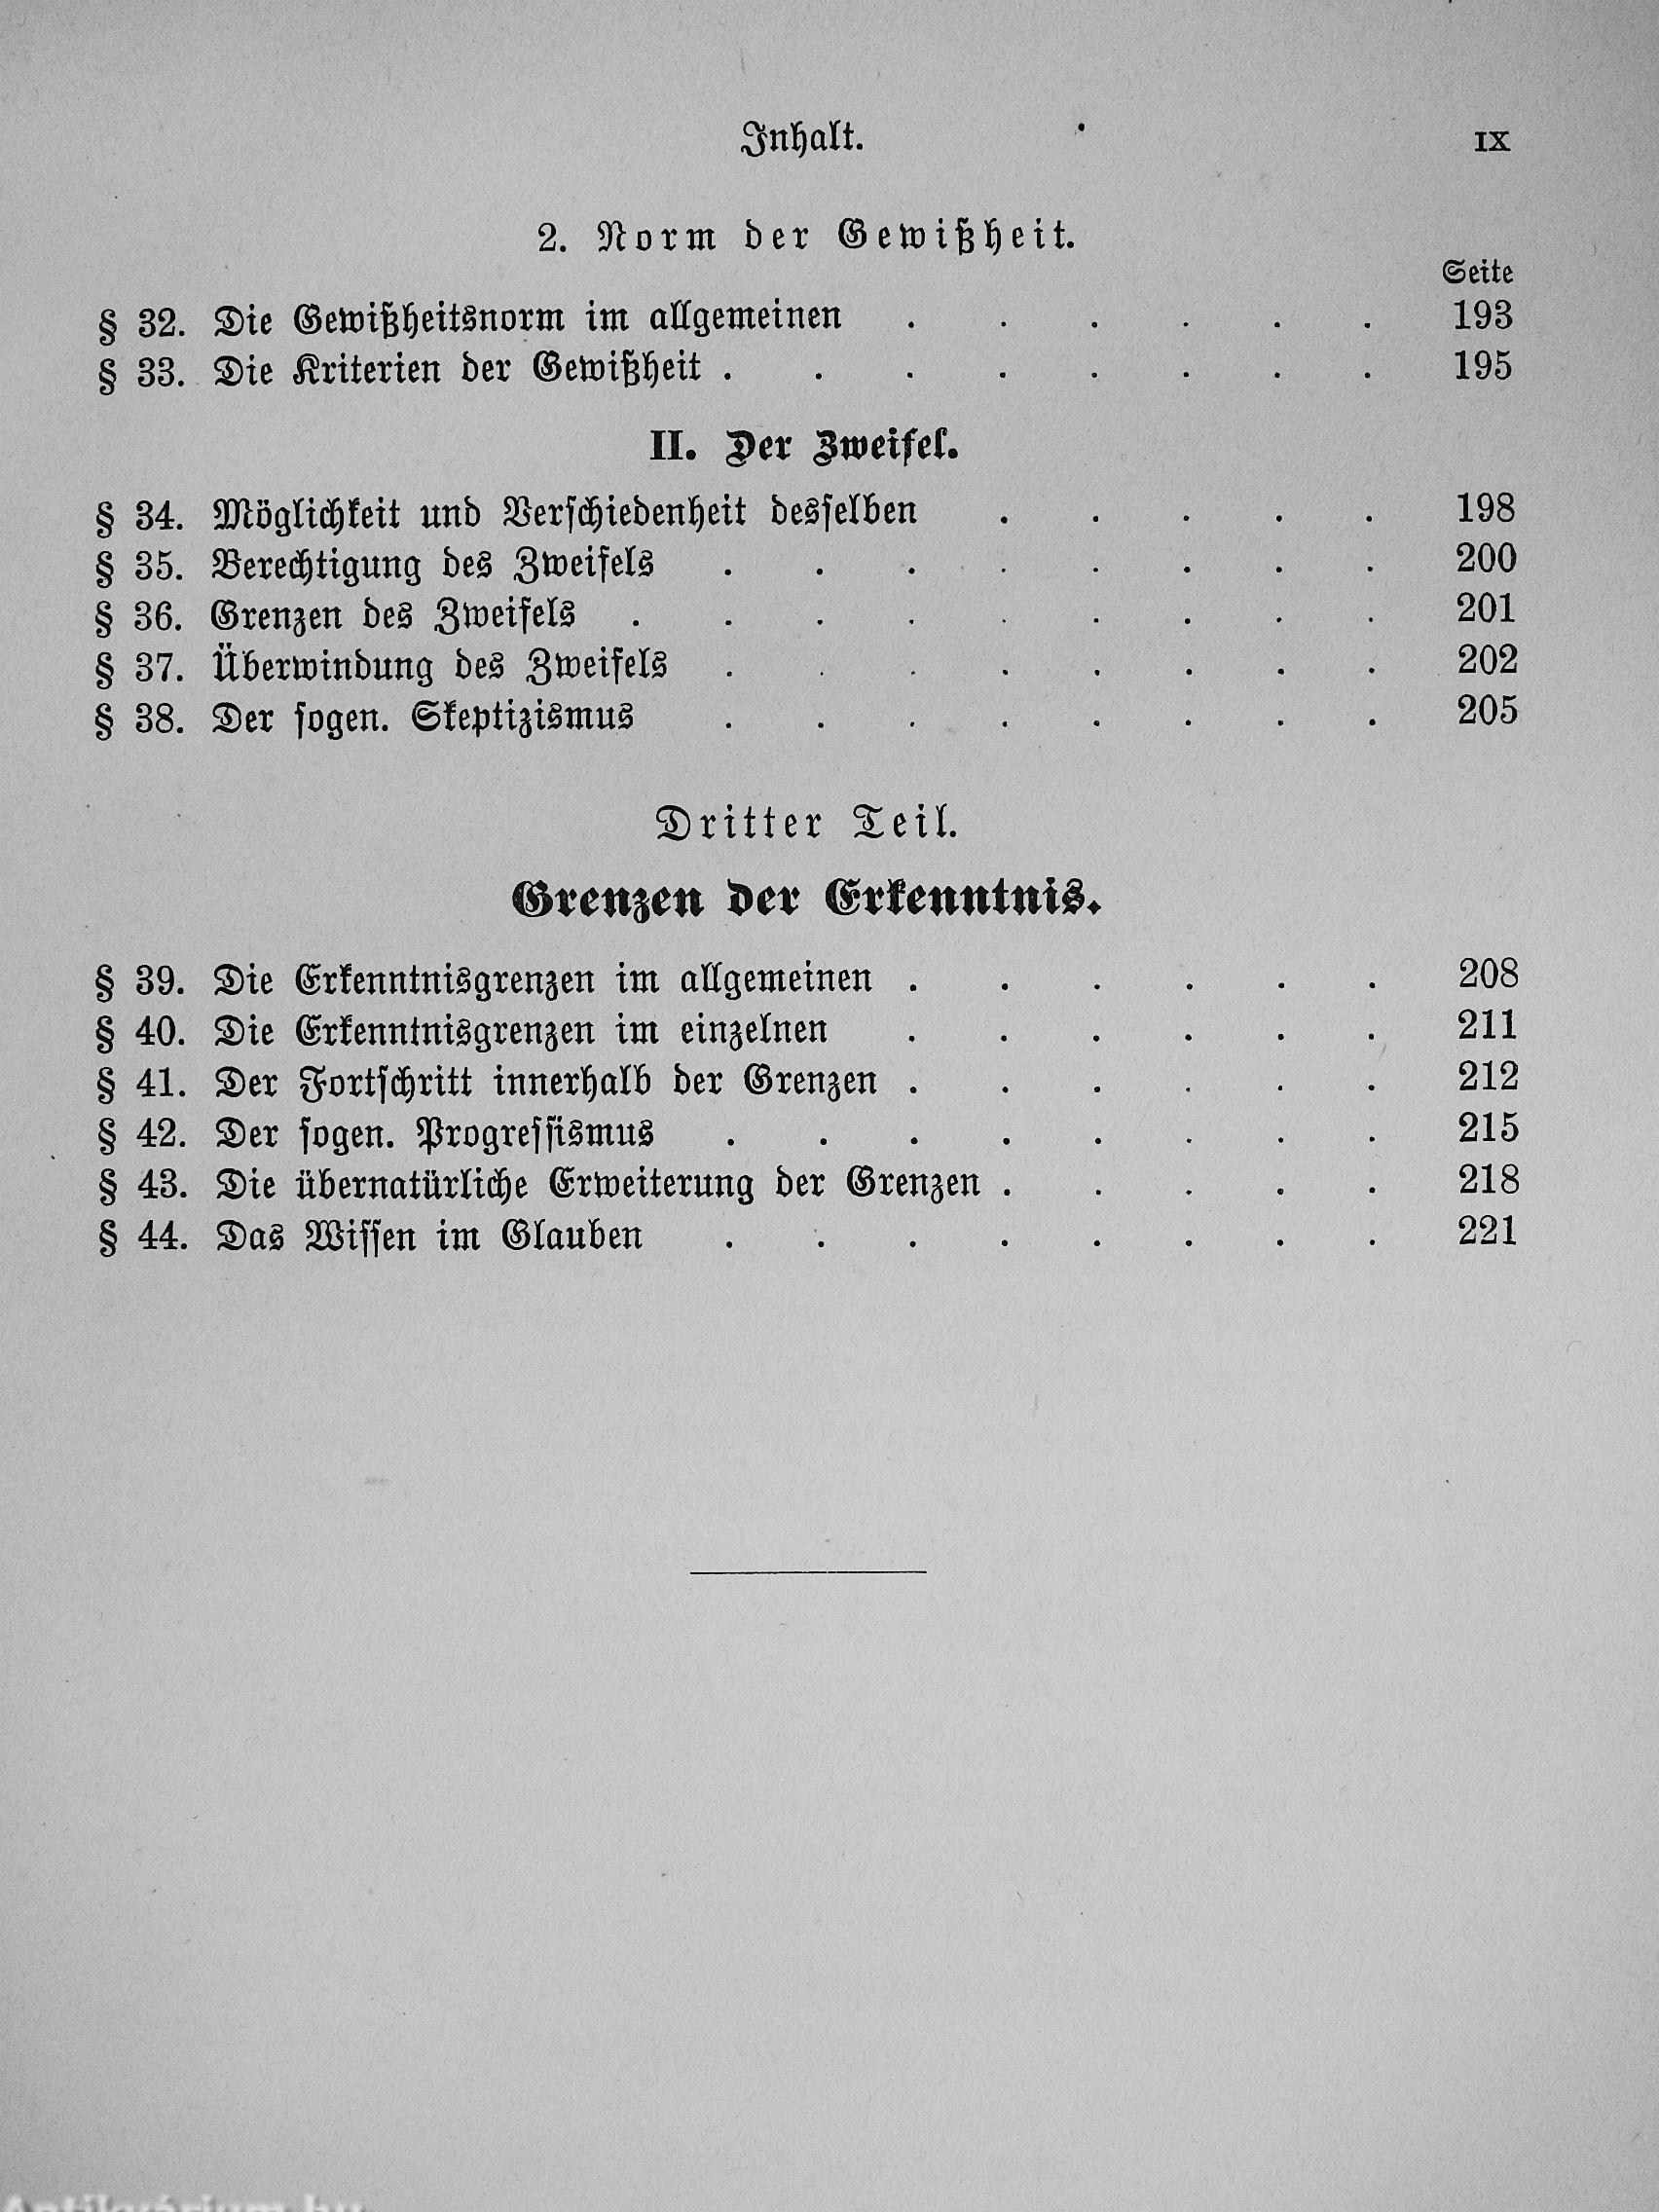 Inhalt. IX
2. Norm der Gewißheit.
Seite
§ 32. Die Gewißheitsnorm im allgemeinen . . . . . . 193
§ 33. Die Kriterien der Gewißheit . . . . . . . . 195
II. Der Zweifel.
§ 34. Möglichkeit und Verschiedenheit desselben . . . . . 198
§ 35. Berechtigung des Zweifels . . . . . . . . 200
§ 36. Grenzen des Zweifels . . . . . . . . . 201
§ 37. Überwindung des Zweifels . . . . . . . . 202
§ 38. Der sogen. Skeptizismus . . . . . . . . 205
Dritter Teil.
Grenzen der Erkenntnis.
§ 39. Die Erkenntnisgrenzen im allgemeinen . . . . . . 208
§ 40. Die Erkenntnisgrenzen im einzelnen . . . . . . 211
§ 41. Der Fortschritt innerhalb der Grenzen . . . . . . 212
§ 42. Der sogen. Progressismus . . . . . . . . 215
§ 43. Die übernatürliche Erweiterung der Grenzen . . . . . 218
§ 44. Das Wissen im Glauben . . . . . . . . 221
Antikvárium.hu